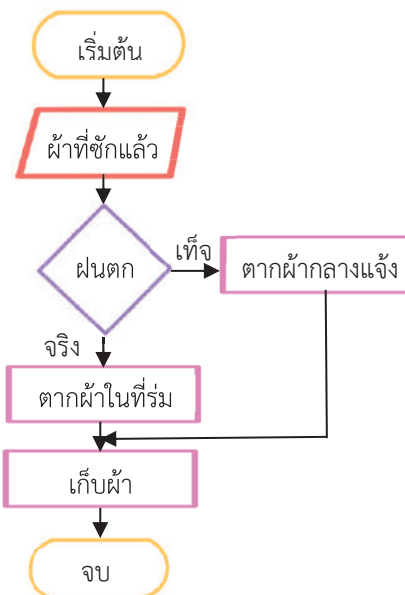 เริ่มต้น
ผ้าที่ซักแล้ว
ฝนตก
เท็จ
ตากผ้ากลางแจ้ง
จริง
ตากผ้าในที่ร่ม
เก็บผ้า
จบ